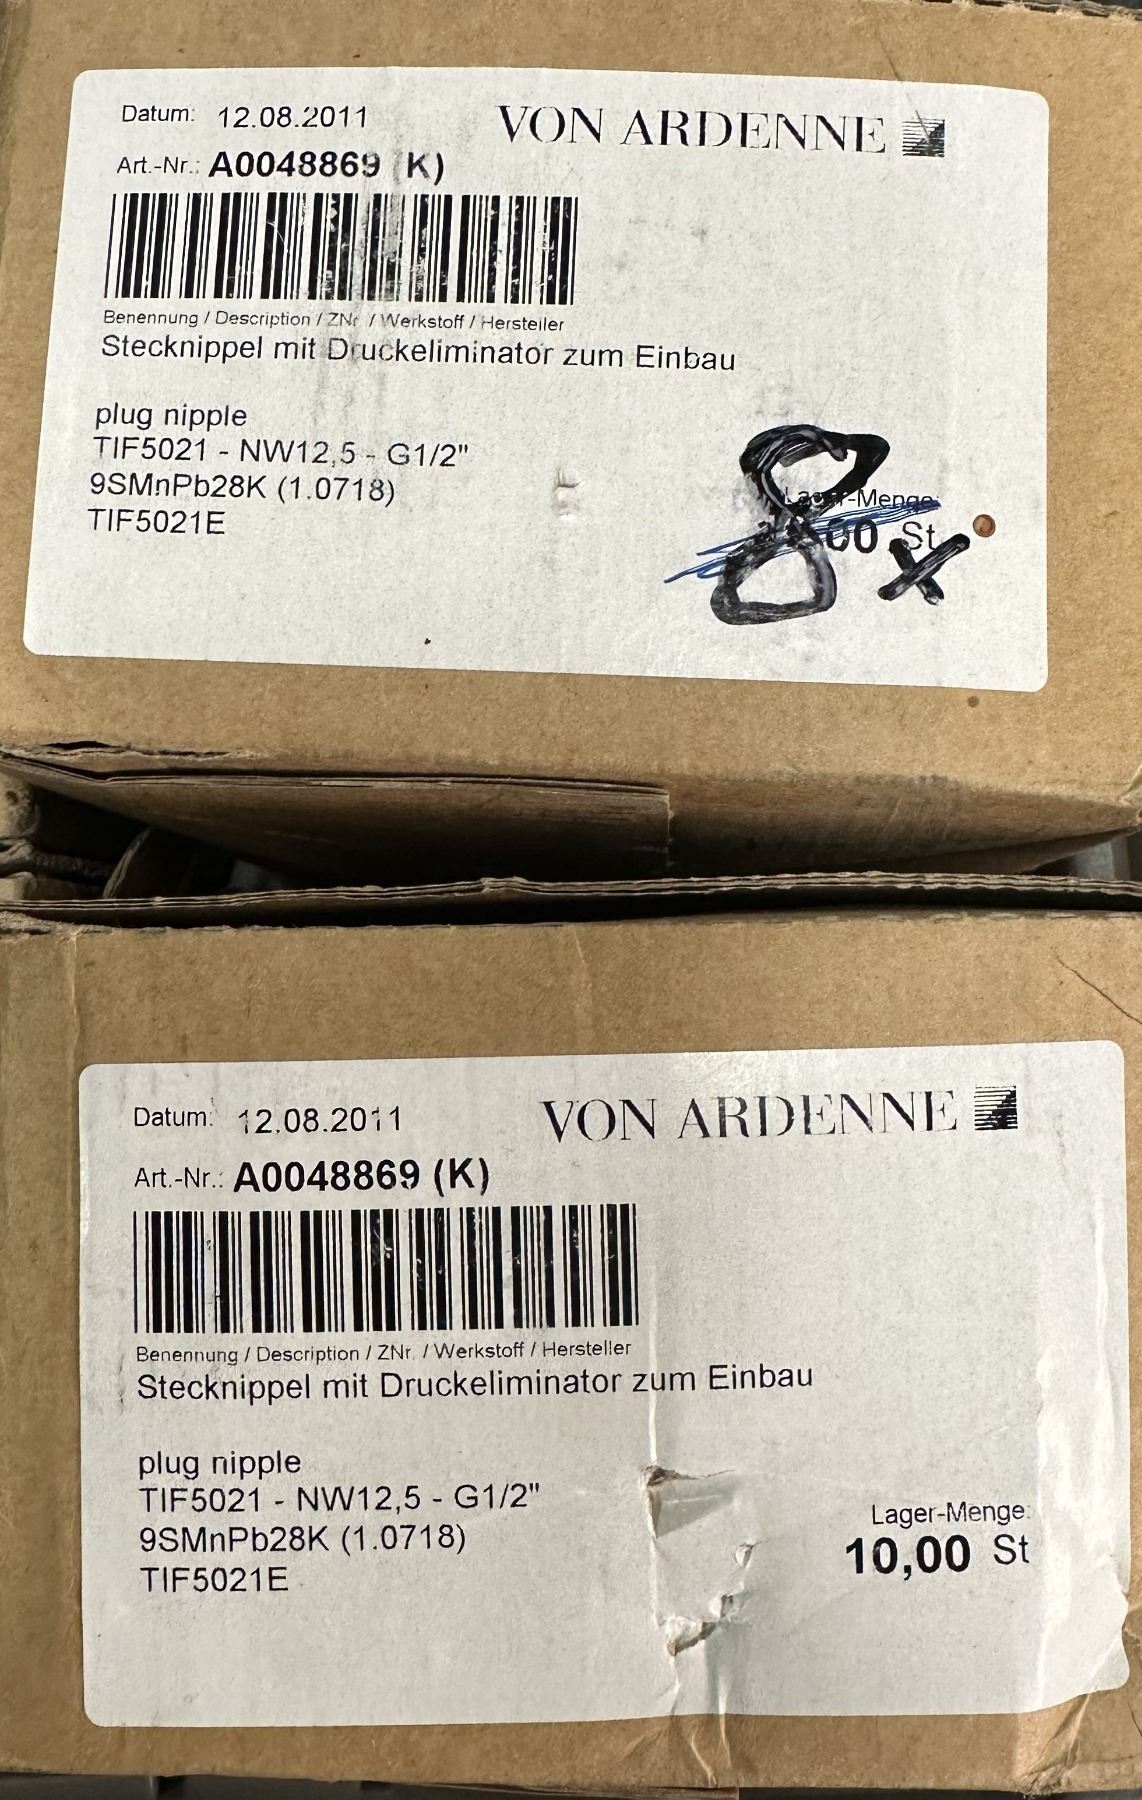 Datum: 12.08.2011
VON ARDENNE
Art.-Nr.: A0048869 (K)
Benennung / Description / ZNr. / Werkstoff / Hersteller
Stecknippel mit Druckeliminator zum Einbau
plug nipple
TIF5021 - NW12,5 - G1/2"
9SMnPb28K (1.0718)
TIF5021E
Lager-Menge
00 St
8x
Datum: 12.08.2011
VON ARDENNE
Art.-Nr.: A0048869 (K)
Benennung / Description / ZNr. / Werkstoff / Hersteller
Stecknippel mit Druckeliminator zum Einbau
plug nipple
TIF5021 - NW12,5 - G1/2"
9SMnPb28K (1.0718)
TIF5021E
Lager-Menge:
10,00 St